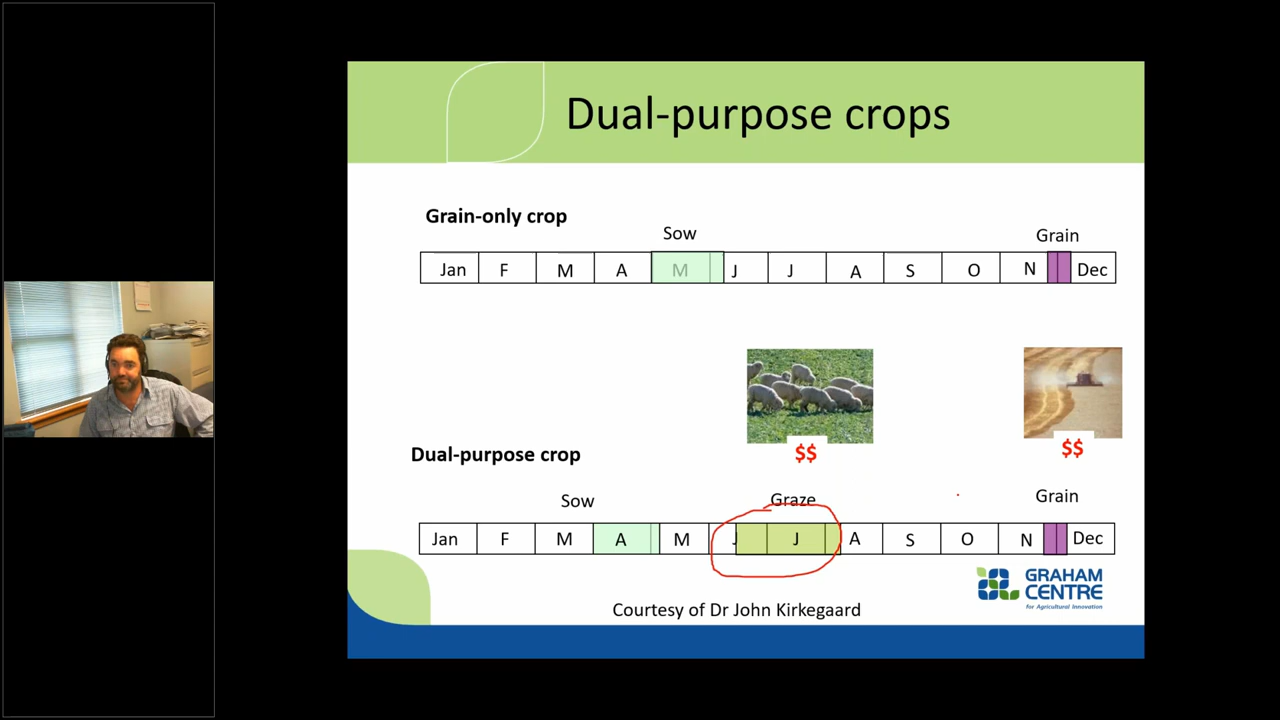 Dual-purpose crops
Grain-only crop
Sow
Grain
Jan F M A M J J A S O N Dec
$$
$$
Dual-purpose crop
Sow
Graze
Grain
Jan F M A M J J A S O N Dec
GRAHAM
CENTRE
for Agricultural Innovation
Courtesy of Dr John Kirkegaard